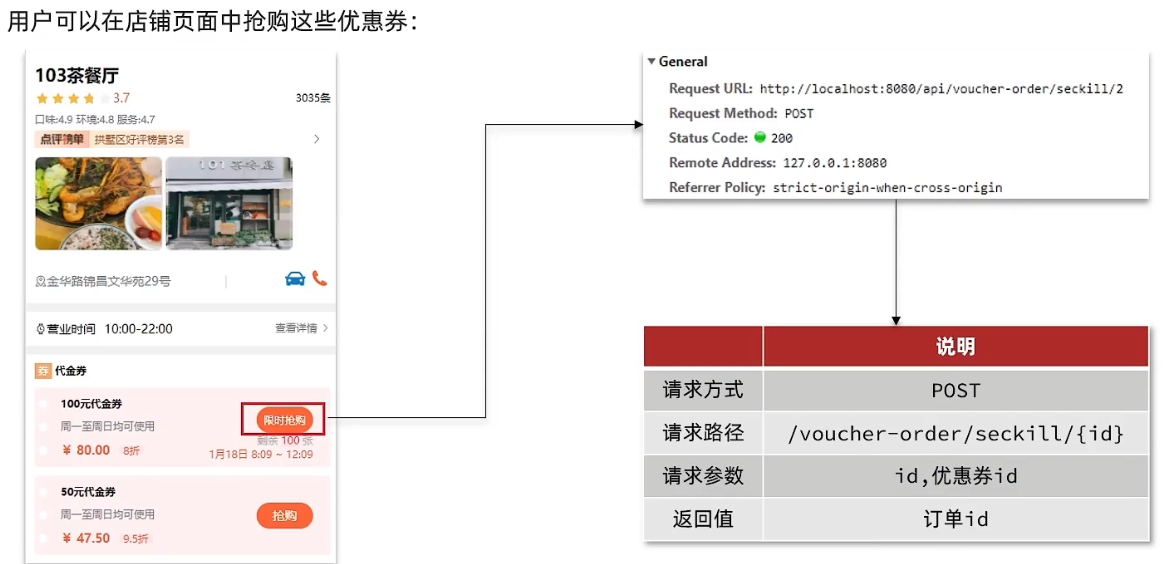 用户可以在店铺页面中抢购这些优惠券：
103茶餐厅
3.7 3035条
口味:4.9 环境:4.8 服务:4.7
点评榜单 拱墅区好评榜第3名
101茶餐店
金华路锦昌文华苑29号
营业时间 10:00-22:00 查看详情
券 代金券
100元代金券
限时抢购
周一至周日均可使用
剩余 100 张
￥ 80.00 8折
1月18日 8:09 ~ 12:09
50元代金券
周一至周日均可使用
抢购
￥ 47.50 9.5折
General
Request URL: http://localhost:8080/api/voucher-order/seckill/2
Request Method: POST
Status Code: 200
Remote Address: 127.0.0.1:8080
Referrer Policy: strict-origin-when-cross-origin
说明
请求方式 POST
请求路径 /voucher-order/seckill/{id}
请求参数 id,优惠券id
返回值 订单id